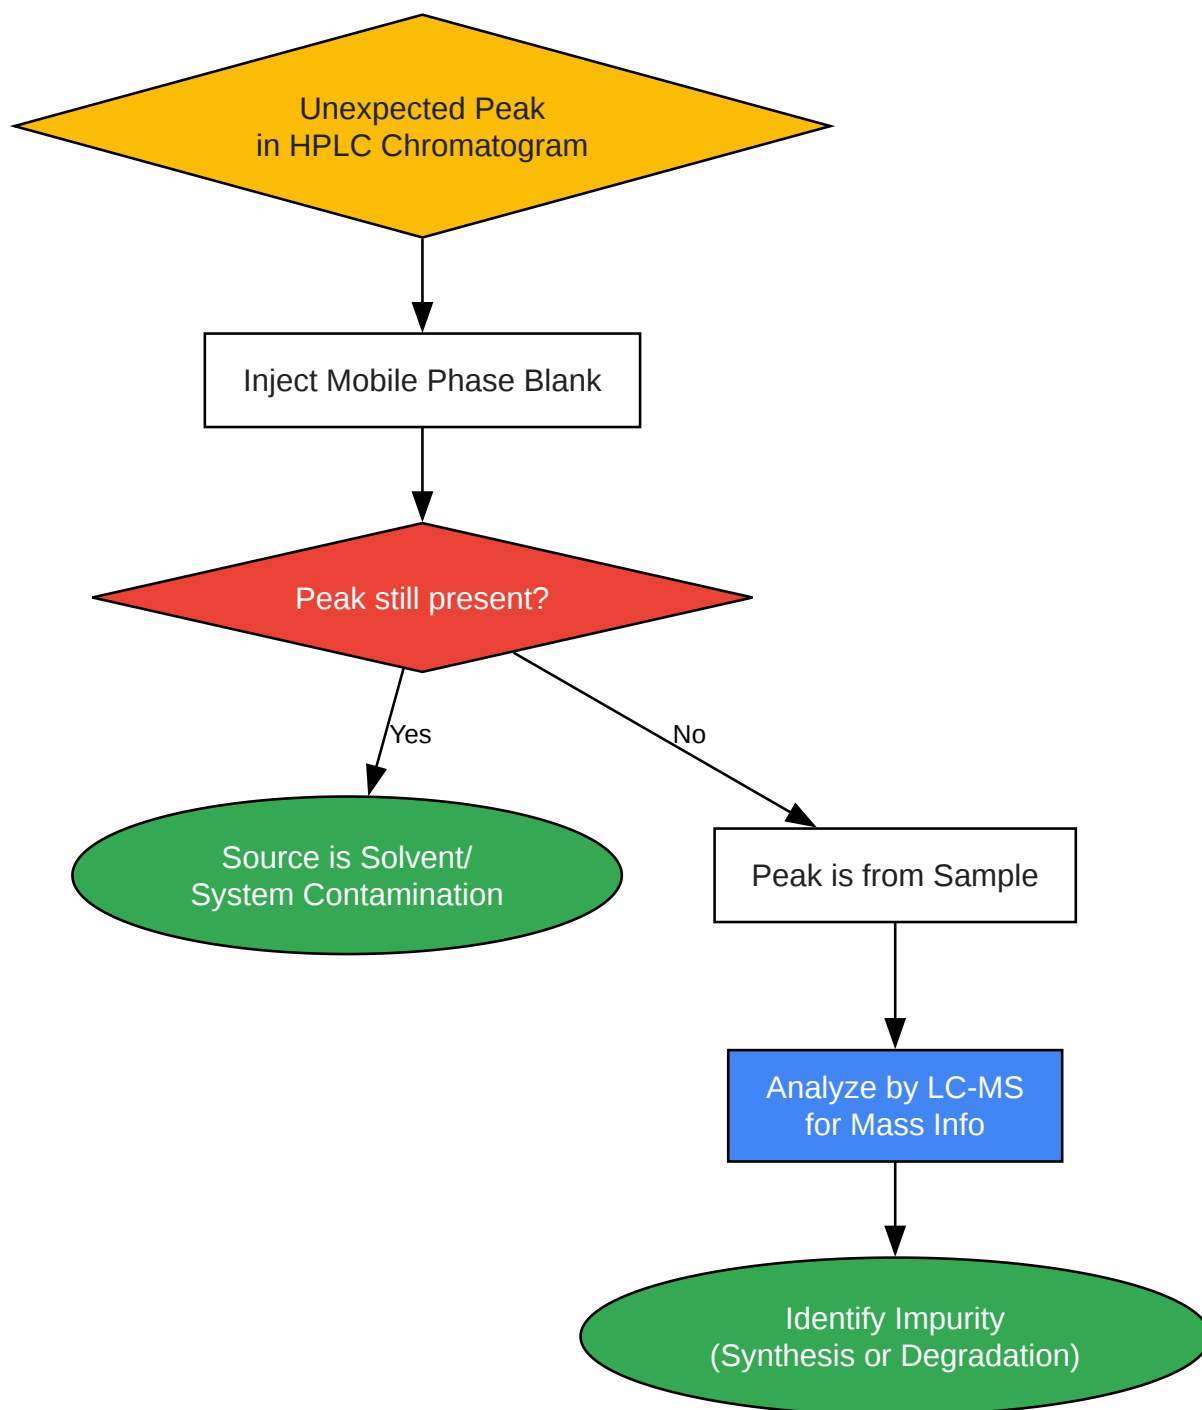 Unexpected Peak
in HPLC Chromatogram
Inject Mobile Phase Blank
Peak still present?
Yes
No
Source is Solvent/
System Contamination
Peak is from Sample
Analyze by LC-MS
for Mass Info
Identify Impurity
(Synthesis or Degradation)